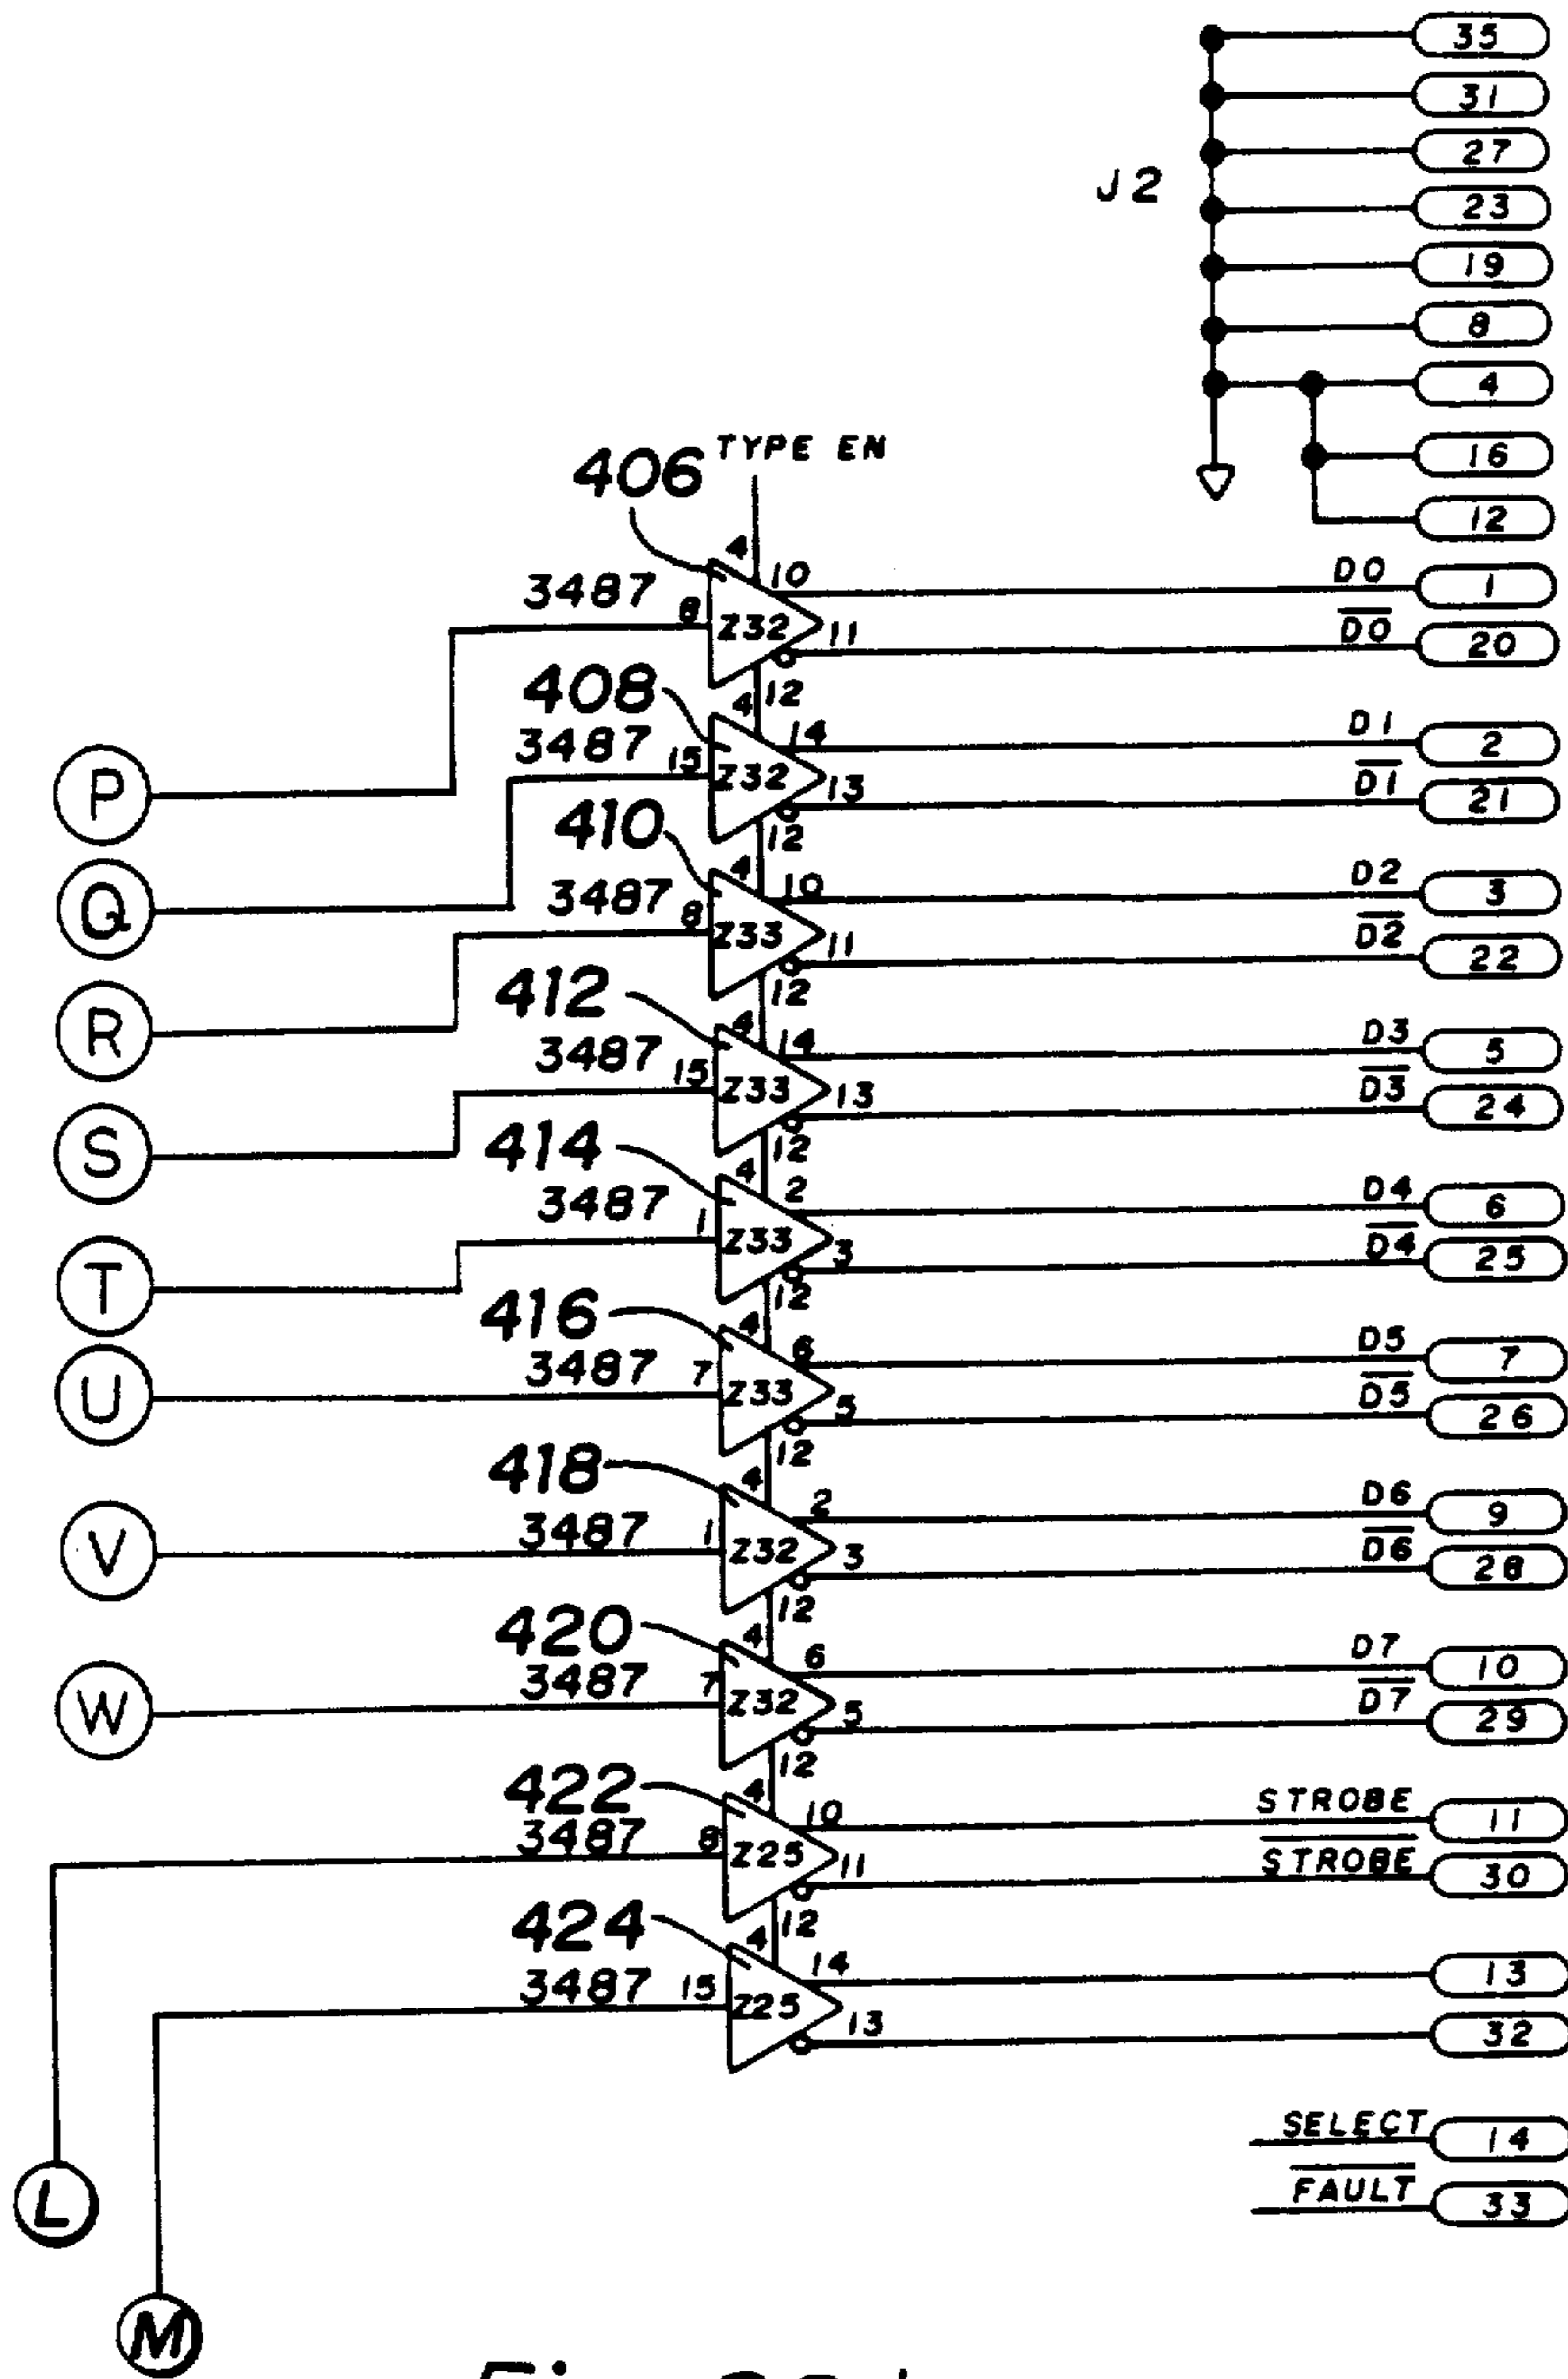 35
31
27
J2
23
19
8
4
16
12
TYPE EN
406
4
10
D0
1
3487
8
Z32
11
D0
20
12
408
4
14
D1
2
3487
15
Z32
13
D1
21
P
12
410
4
10
D2
3
3487
8
Z33
11
D2
22
Q
12
412
4
14
D3
5
3487
15
Z33
13
D3
24
R
12
414
4
2
D4
6
3487
1
Z33
3
D4
25
S
12
416
4
6
D5
7
3487
7
Z33
5
D5
26
T
U
12
418
4
2
D6
9
3487
1
Z32
3
D6
28
V
12
420
4
6
D7
10
3487
7
Z32
5
D7
29
W
12
422
4
10
STROBE
11
3487
8
Z25
11
STROBE
30
12
424
4
14
13
3487
15
Z25
13
32
SELECT
14
FAULT
33
L
M